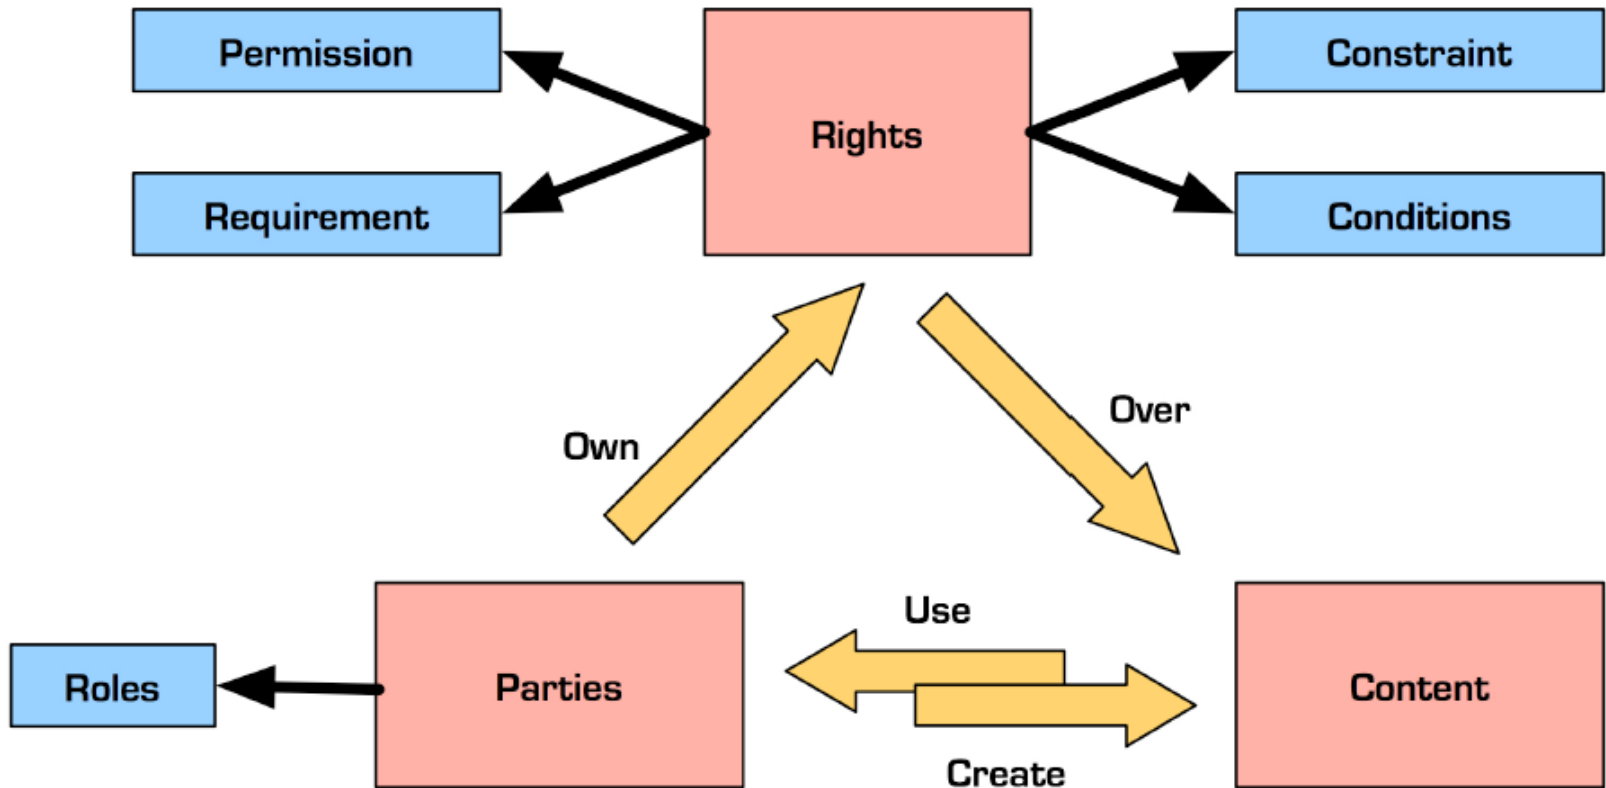 Permission
Rights
Constraint
Requirement
Conditions
Own
Over
Use
Roles
Parties
Content
Create